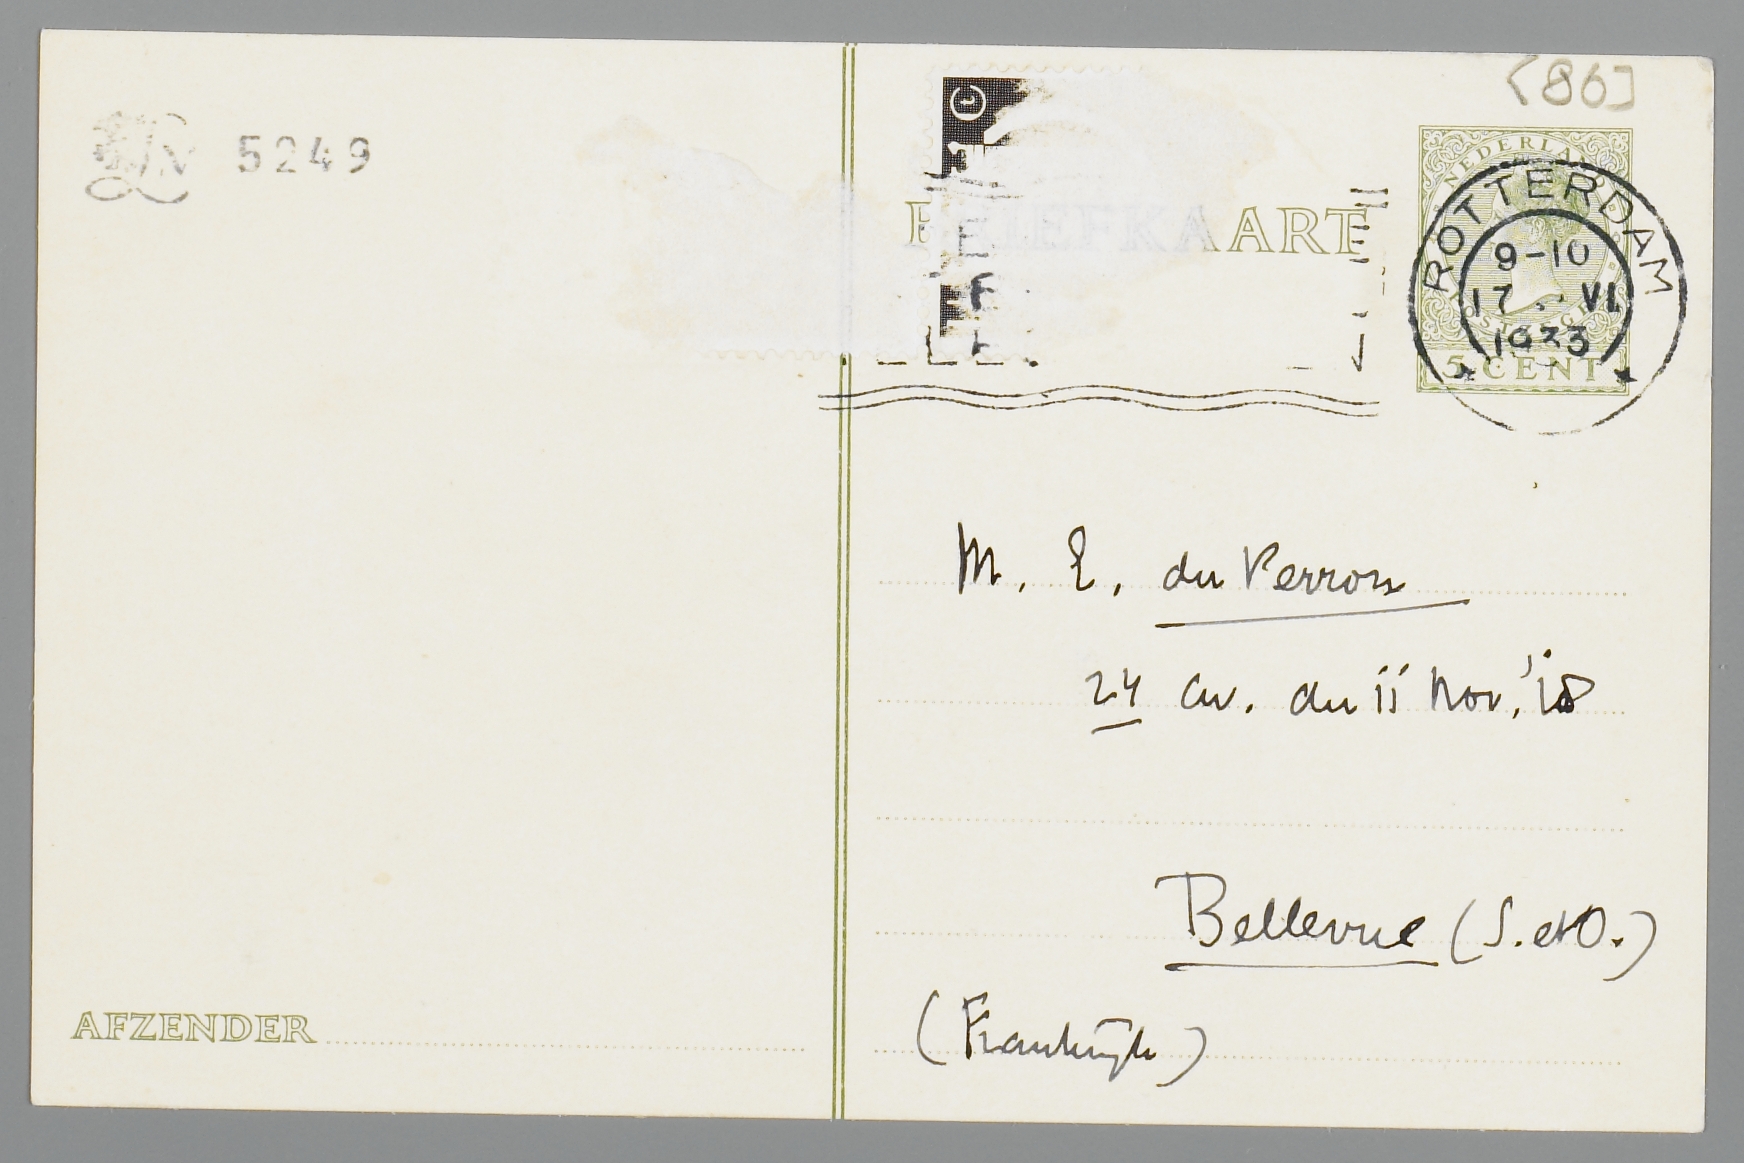 5249
[86]
BRIEFKAART
NEDERLAND
5 CENT
ROTTERDAM
9-10
17 VI
1933
M. E. du Perron
24 av. du 11 Nov. '18
Bellevue (S. et O.)
(Frankrijk)
AFZENDER